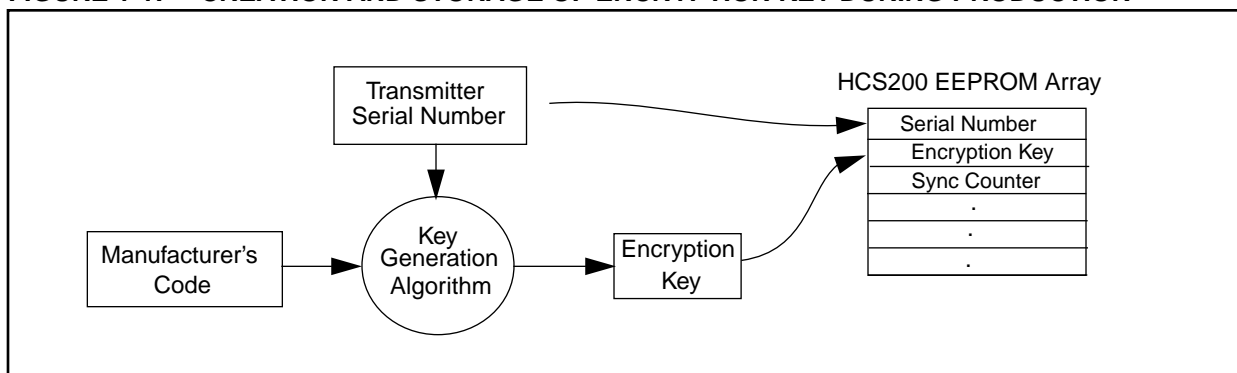 Transmitter
Serial Number
HCS200 EEPROM Array
Serial Number
Encryption Key
Sync Counter
.
.
.
Manufacturer's
Code
Key
Generation
Algorithm
Encryption
Key